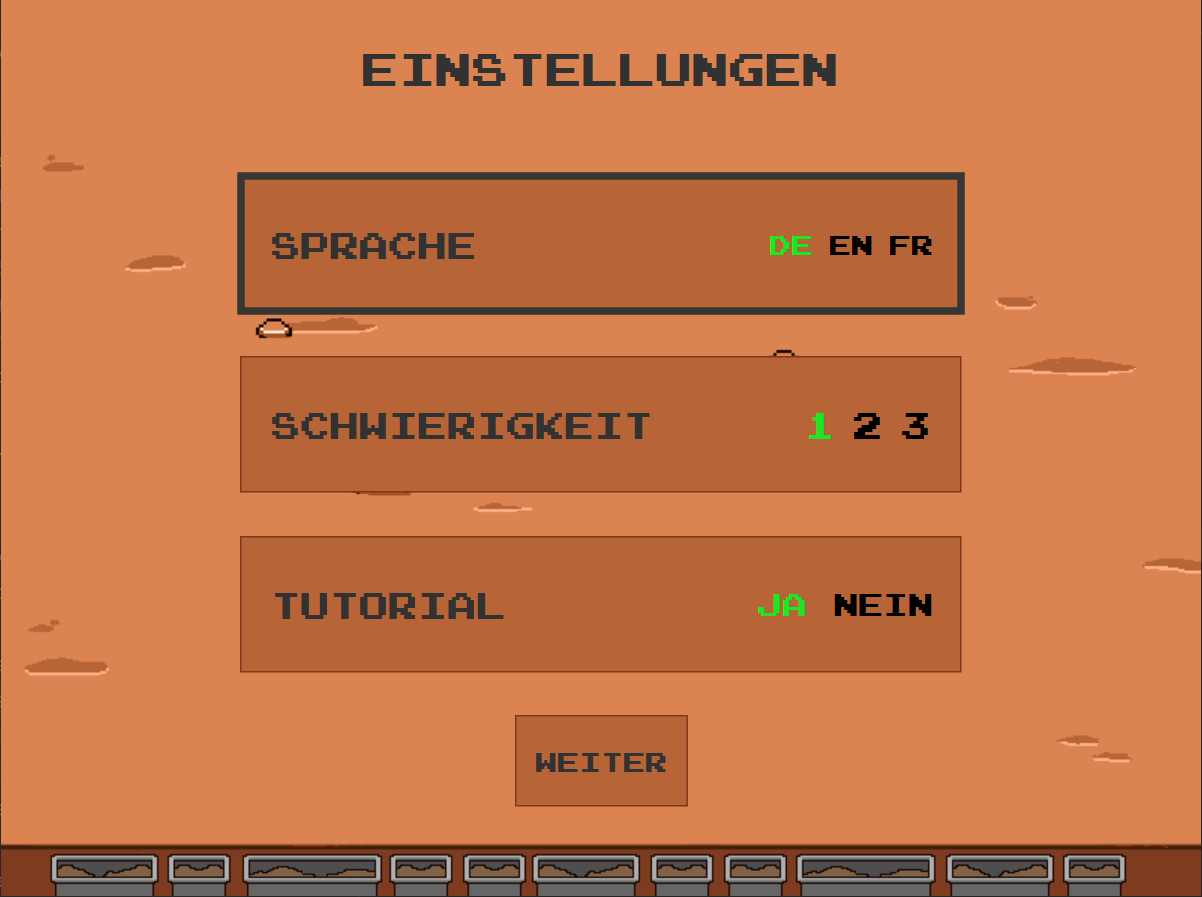 EINSTELLUNGEN
SPRACHE DE EN FR
SCHWIERIGKEIT 1 2 3
TUTORIAL JA NEIN
WEITER